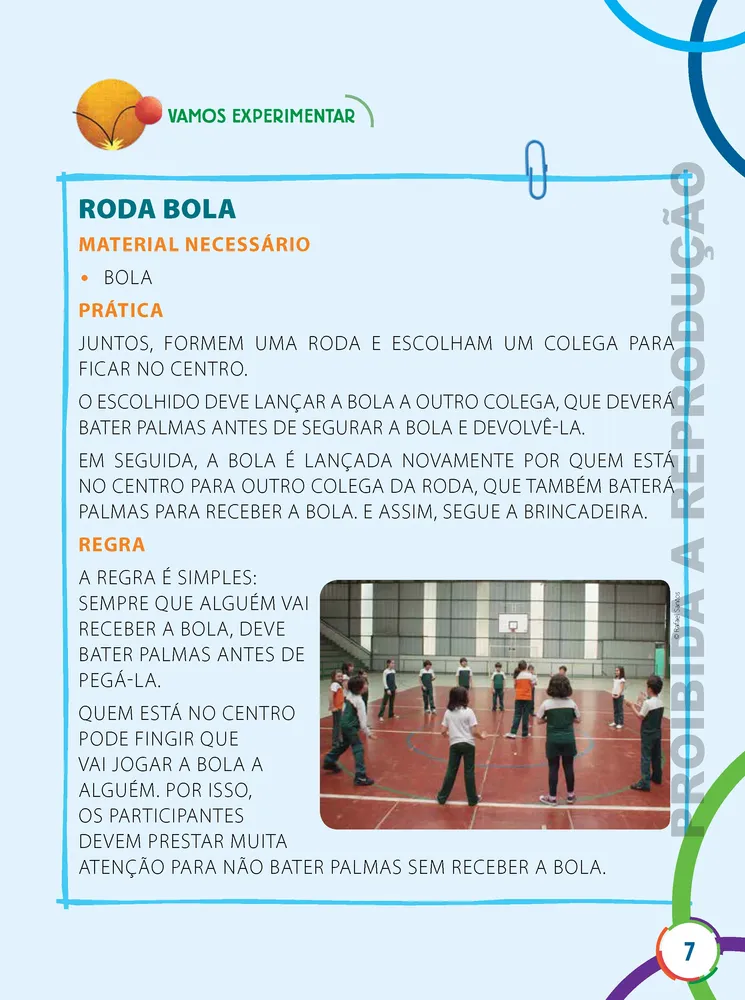 VAMOS EXPERIMENTAR
RODA BOLA
MATERIAL NECESSÁRIO
• BOLA
PRÁTICA
JUNTOS, FORMEM UMA RODA E ESCOLHAM UM COLEGA PARA
FICAR NO CENTRO.
O ESCOLHIDO DEVE LANÇAR A BOLA A OUTRO COLEGA, QUE DEVERÁ
BATER PALMAS ANTES DE SEGURAR A BOLA E DEVOLVÊ-LA.
EM SEGUIDA, A BOLA É LANÇADA NOVAMENTE POR QUEM ESTÁ
NO CENTRO PARA OUTRO COLEGA DA RODA, QUE TAMBÉM BATERÁ
PALMAS PARA RECEBER A BOLA. E ASSIM, SEGUE A BRINCADEIRA.
REGRA
A REGRA É SIMPLES:
SEMPRE QUE ALGUÉM VAI
RECEBER A BOLA, DEVE
BATER PALMAS ANTES DE
PEGÁ-LA.
QUEM ESTÁ NO CENTRO
PODE FINGIR QUE
VAI JOGAR A BOLA A
ALGUÉM. POR ISSO,
OS PARTICIPANTES
DEVEM PRESTAR MUITA
ATENÇÃO PARA NÃO BATER PALMAS SEM RECEBER A BOLA.
© Rafael Santos
PROIBIDA A REPRODUÇÃO
7